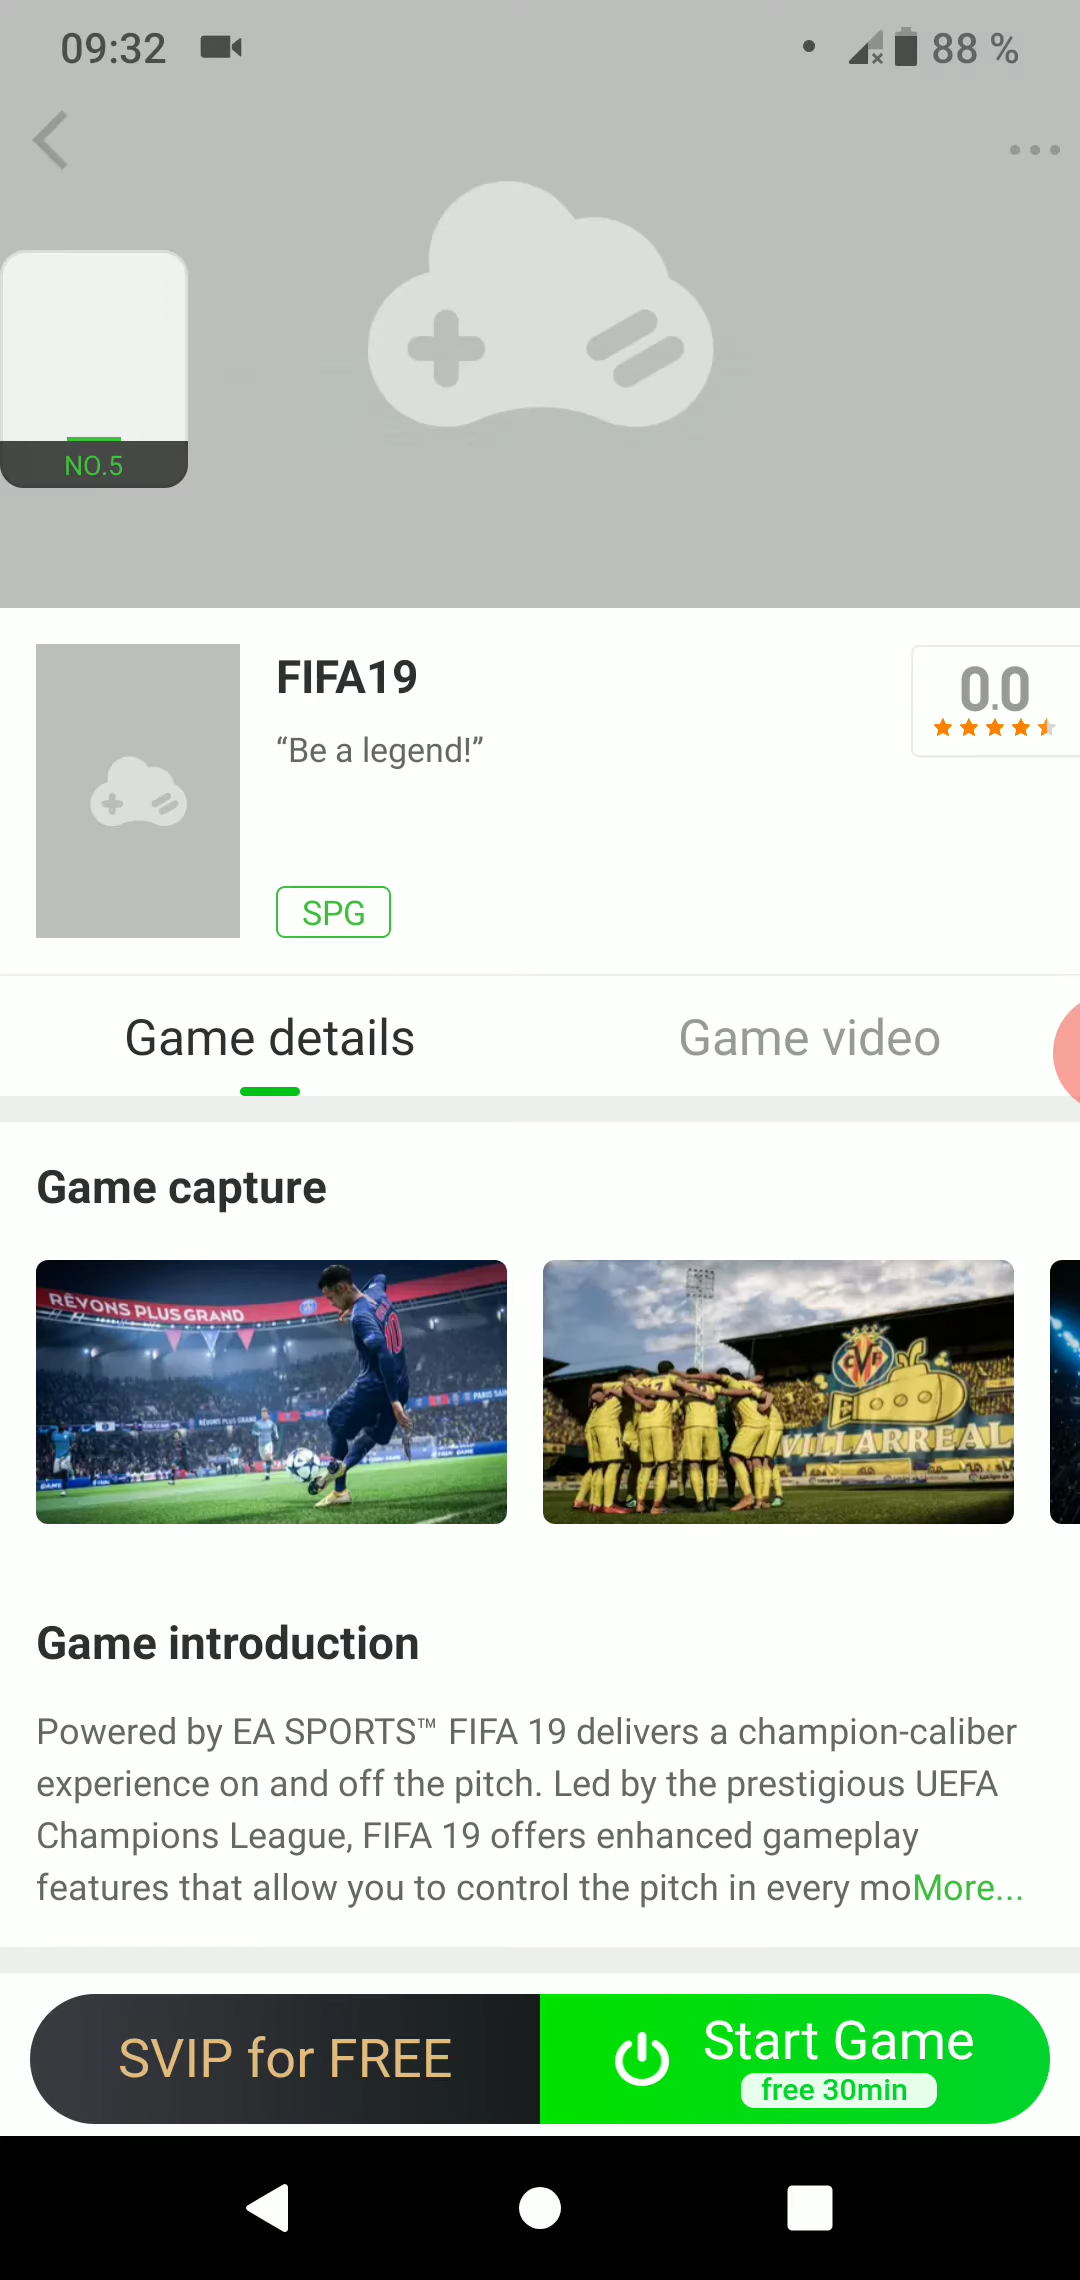 09:32
88 %
NO.5
FIFA19
0.0
“Be a legend!”
SPG
Game details
Game video
Game capture
RÊVONS PLUS GRAND
VILLARREAL
Game introduction
Powered by EA SPORTS™ FIFA 19 delivers a champion-caliber
experience on and off the pitch. Led by the prestigious UEFA
Champions League, FIFA 19 offers enhanced gameplay
features that allow you to control the pitch in every moMore...
SVIP for FREE
Start Game
free 30min